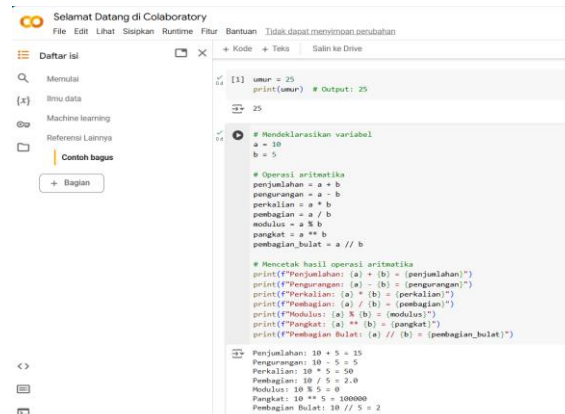 CO
Selamat Datang di Colaboratory
File Edit Lihat Sisipkan Runtime Fitur Bantuan Tidak dapat menyimpan perubahan
Daftar isi
Memulai
Ilmu data
Machine learning
Referensi Lainnya
Contoh bagus
+ Bagian
+ Kode + Teks Salin ke Drive
[1] umur = 25
print(umur) # Output: 25
25
# Mendeklarasikan variabel
a = 10
b = 5
# Operasi aritmatika
penjumlahan = a + b
pengurangan = a - b
perkalian = a * b
pembagian = a / b
modulus = a % b
pangkat = a ** b
pembagian_bulat = a // b
# Mencetak hasil operasi aritmatika
print(f"Penjumlahan: {a} + {b} = {penjumlahan}")
print(f"Pengurangan: {a} - {b} = {pengurangan}")
print(f"Perkalian: {a} * {b} = {perkalian}")
print(f"Pembagian: {a} / {b} = {pembagian}")
print(f"Modulus: {a} % {b} = {modulus}")
print(f"Pangkat: {a} ** {b} = {pangkat}")
print(f"Pembagian Bulat: {a} // {b} = {pembagian_bulat}")
Penjumlahan: 10 + 5 = 15
Pengurangan: 10 - 5 = 5
Perkalian: 10 * 5 = 50
Pembagian: 10 / 5 = 2.0
Modulus: 10 % 5 = 0
Pangkat: 10 ** 5 = 100000
Pembagian Bulat: 10 // 5 = 2